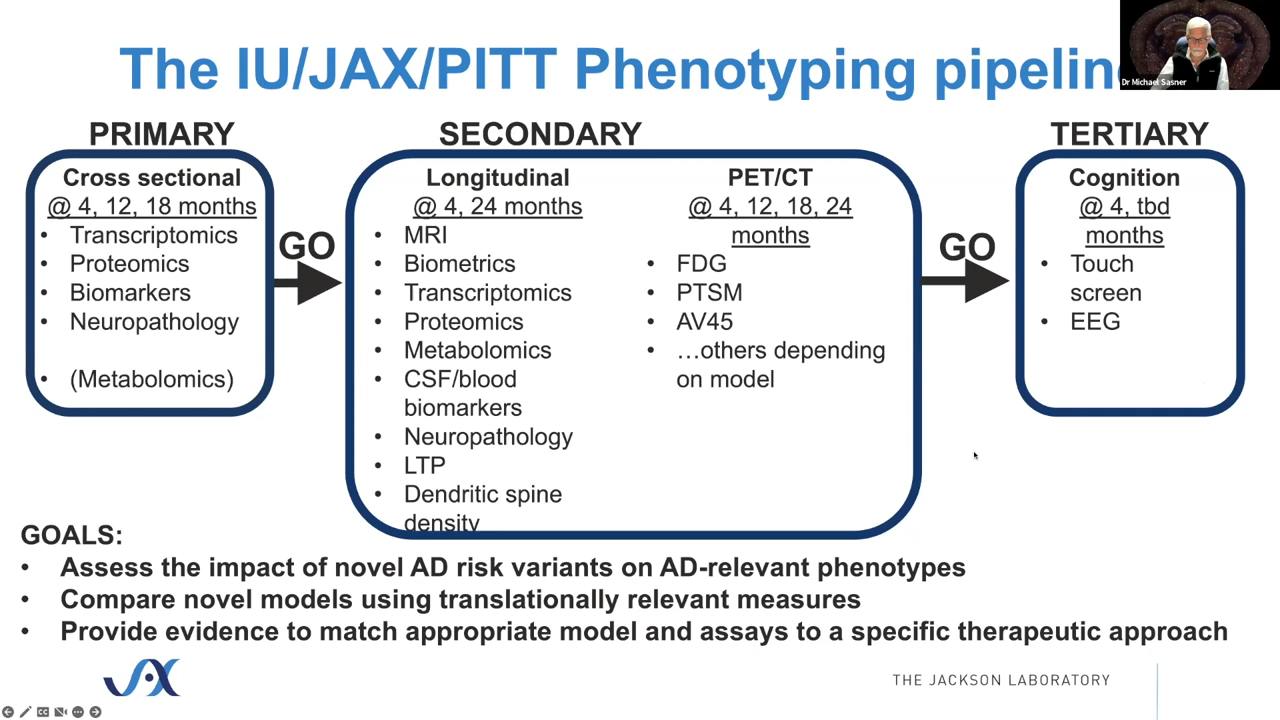 The IU/JAX/PITT Phenotyping pipelin
Dr Michael Sasner
PRIMARY
Cross sectional
@ 4, 12, 18 months
• Transcriptomics
• Proteomics
• Biomarkers
• Neuropathology
• (Metabolomics)
GO
SECONDARY
Longitudinal
@ 4, 24 months
• MRI
• Biometrics
• Transcriptomics
• Proteomics
• Metabolomics
• CSF/blood
biomarkers
• Neuropathology
• LTP
• Dendritic spine
density
PET/CT
@ 4, 12, 18, 24
months
• FDG
• PTSM
• AV45
• …others depending
on model
GO
TERTIARY
Cognition
@ 4, tbd
months
• Touch
screen
• EEG
GOALS:
• Assess the impact of novel AD risk variants on AD-relevant phenotypes
• Compare novel models using translationally relevant measures
• Provide evidence to match appropriate model and assays to a specific therapeutic approach
JAX
THE JACKSON LABORATORY